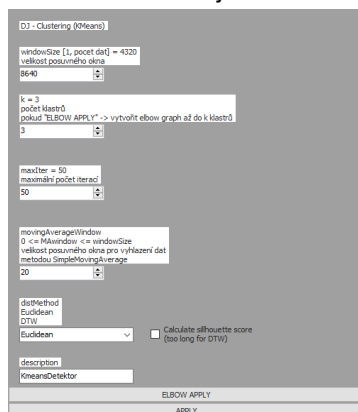 DJ - Clustering (KMeans)
windowSize [1, pocet dat] = 4320
velikost posuvného okna
8640
k = 3
počet klastrů
pokud "ELBOW APPLY" -> vytvořit elbow graph až do k klastrů
3
maxIter = 50
maximální počet iterací
50
movingAverageWindow
0 <= MAwindow <= windowSize
velikost posuvného okna pro vyhlazení dat
metodou SimpleMovingAverage
20
distMethod
Euclidean
DTW
Euclidean
Calculate sillhouette score
(too long for DTW)
description
KmeansDetektor
ELBOW APPLY
APPLY